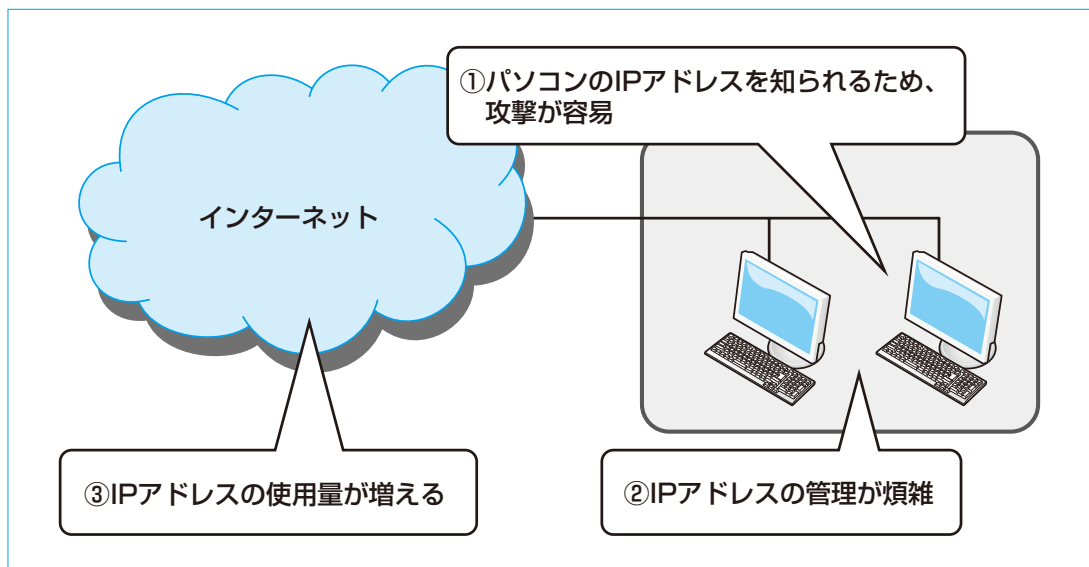 ①パソコンのIPアドレスを知られるため、
攻撃が容易
インターネット
③IPアドレスの使用量が増える
②IPアドレスの管理が煩雑